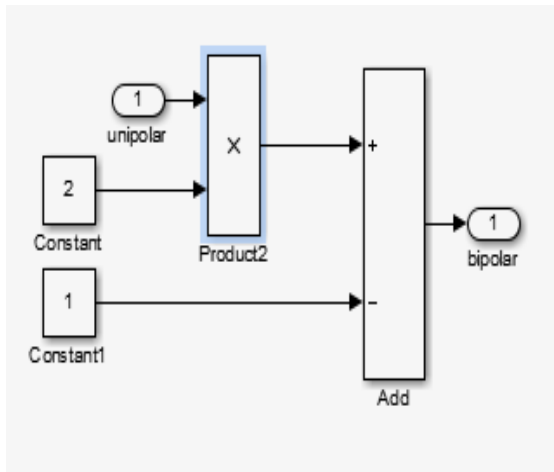 1
unipolar
2
Constant
X
Product2
1
Constant1
+
−
Add
1
bipolar